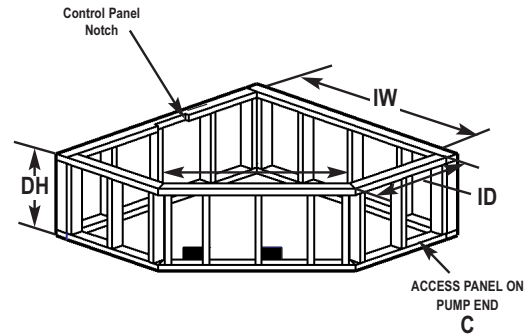 Control Panel
Notch
IW
DH
ID
ACCESS PANEL ON
PUMP END
C